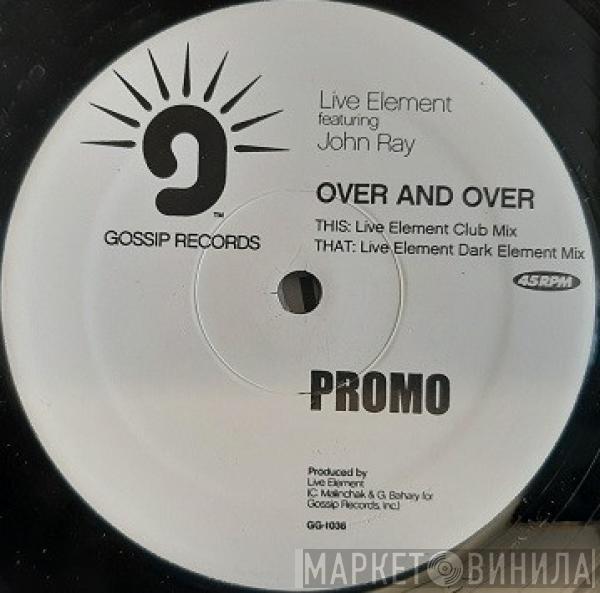 Live Element
featuring
John Ray
TM
GOSSIP RECORDS
OVER AND OVER
THIS: Live Element Club Mix
THAT: Live Element Dark Element Mix
45RPM
PROMO
Produced by
Live Element
(C. Malinchak & G. Bahary for
Gossip Records, Inc.)
GG-1036
МАРКЕТ ВИНИЛА